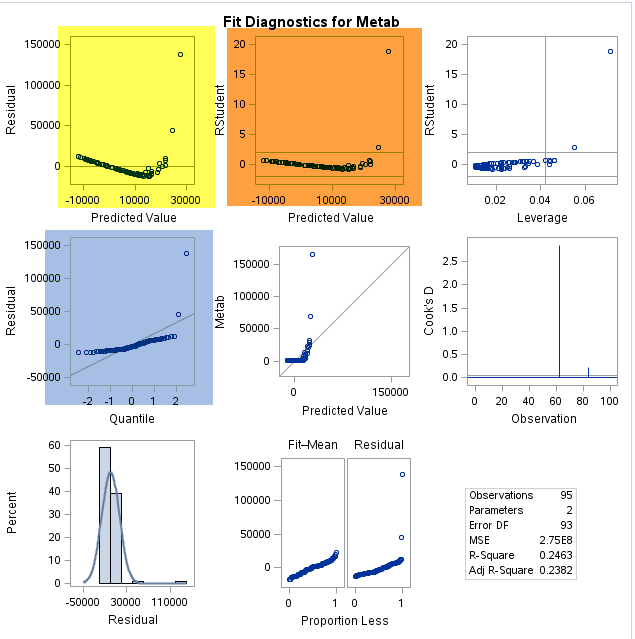 Fit Diagnostics for Metab
150000
100000
50000
0
Residual
-10000 10000 30000
Predicted Value
20
15
10
5
0
RStudent
-10000 10000 30000
Predicted Value
20
15
10
5
0
RStudent
0.02 0.04 0.06
Leverage
150000
100000
50000
0
-50000
Residual
-2 -1 0 1 2
Quantile
150000
100000
50000
0
Metab
0 150000
Predicted Value
2.5
2.0
1.5
1.0
0.5
0.0
Cook's D
0 20 40 60 80 100
Observation
60
50
40
30
20
10
0
Percent
-50000 30000 110000
Residual
Fit–Mean Residual
150000
100000
50000
0
0 1 0 1
Proportion Less
Observations 95
Parameters 2
Error DF 93
MSE 2.75E8
R-Square 0.2463
Adj R-Square 0.2382